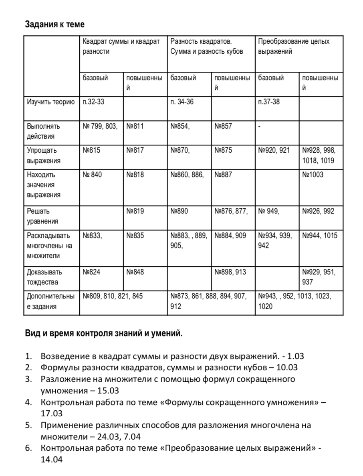 Задания к теме
Квадрат суммы и квадрат разности
Разность квадратов. Сумма и разность кубов
Преобразование целых выражений
базовый повышенный базовый повышенный базовый повышенный
Изучить теорию п.32-33 п. 34-36 п.37-38
Выполнять действия № 799, 803, №811 №854, №857 -
Упрощать выражения №815 №817 №870, №875 №920, 921 №928, 998, 1018, 1019
Находить значения выражения № 840 №818 №860, 886, №887 №1003
Решать уравнения №819 №890 №876, 877, № 949, №926, 992
Раскладывать многочлены на множители №833, №835 №883, , 889, 905, №884, 909 №934, 939, 942 №944, 1015
Доказывать тождества №824 №848 №898, 913 №929, 951, 937
Дополнительные задания №809, 810, 821, 845 №873, 861, 888, 894, 907, 912 №943, , 952, 1013, 1023, 1020
Вид и время контроля знаний и умений.
1. Возведение в квадрат суммы и разности двух выражений. - 1.03
2. Формулы разности квадратов, суммы и разности кубов – 10.03
3. Разложение на множители с помощью формул сокращенного
умножения – 15.03
4. Контрольная работа по теме «Формулы сокращенного умножения» –
17.03
5. Применение различных способов для разложения многочлена на
множители – 24.03, 7.04
6. Контрольная работа по теме «Преобразование целых выражений» -
14.04